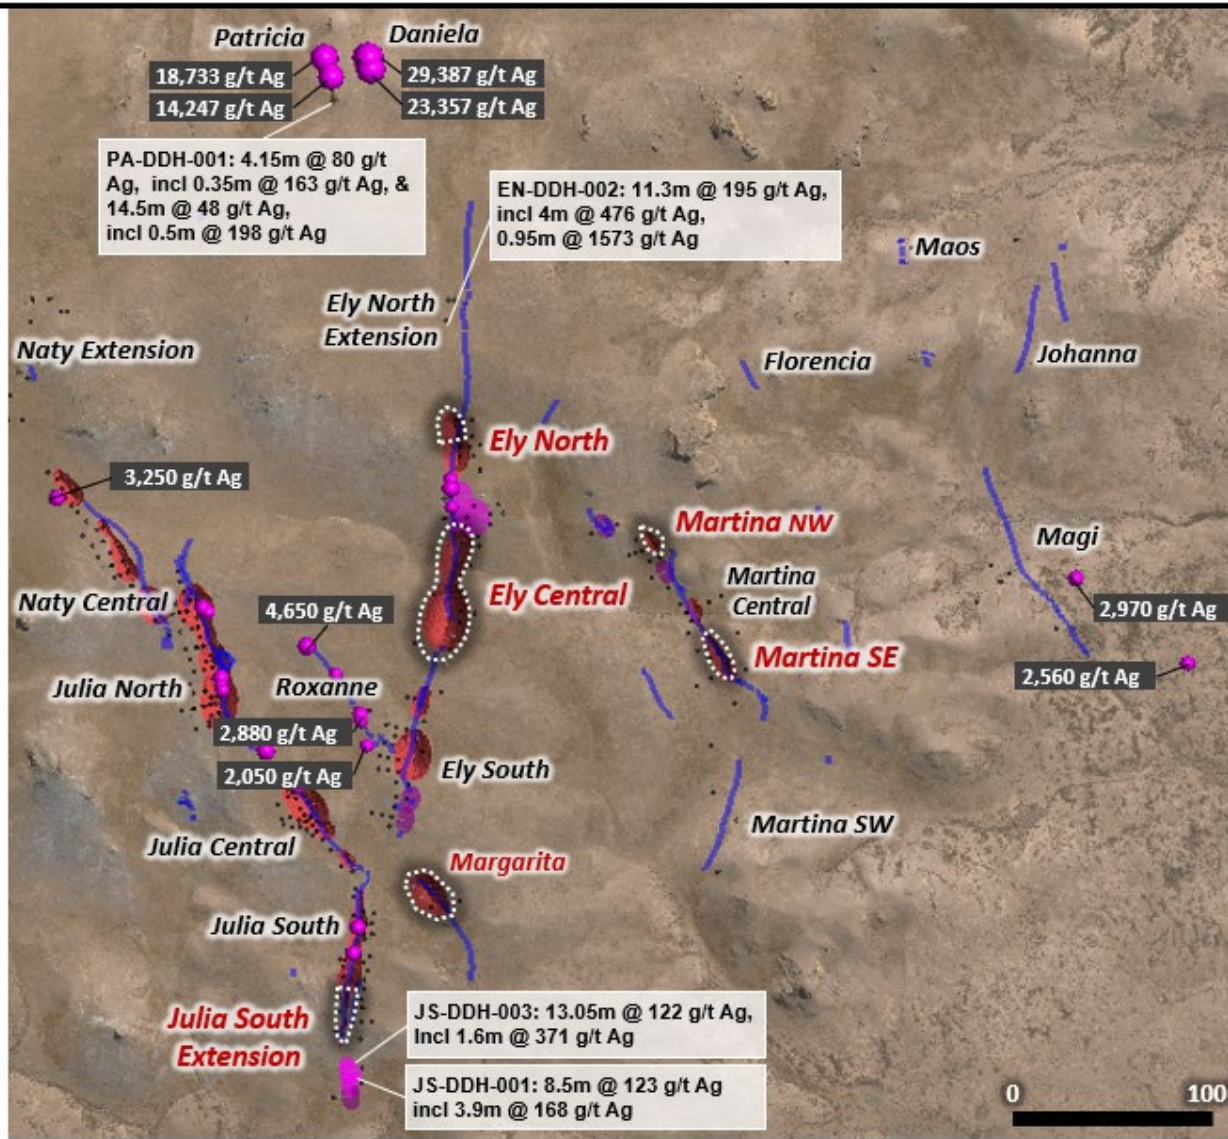 Patricia
Daniela
18,733 g/t Ag
29,387 g/t Ag
14,247 g/t Ag
23,357 g/t Ag
PA-DDH-001: 4.15m @ 80 g/t
Ag, incl 0.35m @ 163 g/t Ag, &
14.5m @ 48 g/t Ag,
incl 0.5m @ 198 g/t Ag
EN-DDH-002: 11.3m @ 195 g/t Ag,
incl 4m @ 476 g/t Ag,
0.95m @ 1573 g/t Ag
Maos
Ely North
Extension
Naty Extension
Florencia
Johanna
Ely North
3,250 g/t Ag
Martina NW
Magi
Martina
Central
Naty Central
4,650 g/t Ag
Ely Central
2,970 g/t Ag
Martina SE
2,560 g/t Ag
Julia North
Roxanne
2,880 g/t Ag
2,050 g/t Ag
Ely South
Martina SW
Julia Central
Margarita
Julia South
Julia South
Extension
JS-DDH-003: 13.05m @ 122 g/t Ag,
Incl 1.6m @ 371 g/t Ag
JS-DDH-001: 8.5m @ 123 g/t Ag
incl 3.9m @ 168 g/t Ag
0
100